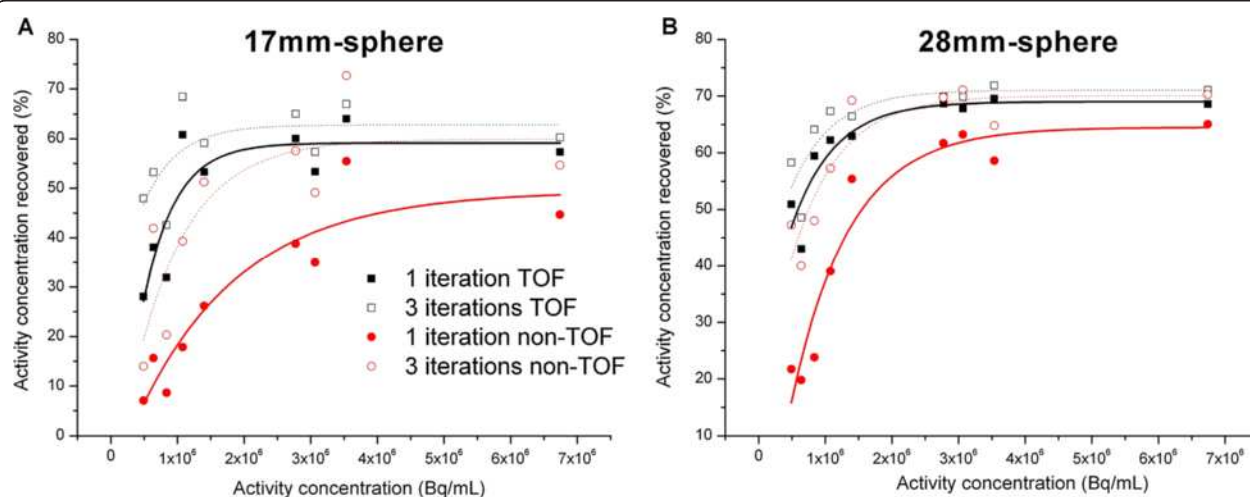 A
17mm-sphere
Activity concentration recovered (%)
80
70
60
50
40
30
20
10
0
1 iteration TOF
3 iterations TOF
1 iteration non-TOF
3 iterations non-TOF
0 1x10⁶ 2x10⁶ 3x10⁶ 4x10⁶ 5x10⁶ 6x10⁶ 7x10⁶
Activity concentration (Bq/mL)
B
28mm-sphere
Activity concentration recovered (%)
80
70
60
50
40
30
20
10
0 1x10⁶ 2x10⁶ 3x10⁶ 4x10⁶ 5x10⁶ 6x10⁶ 7x10⁶
Activity concentration (Bq/mL)